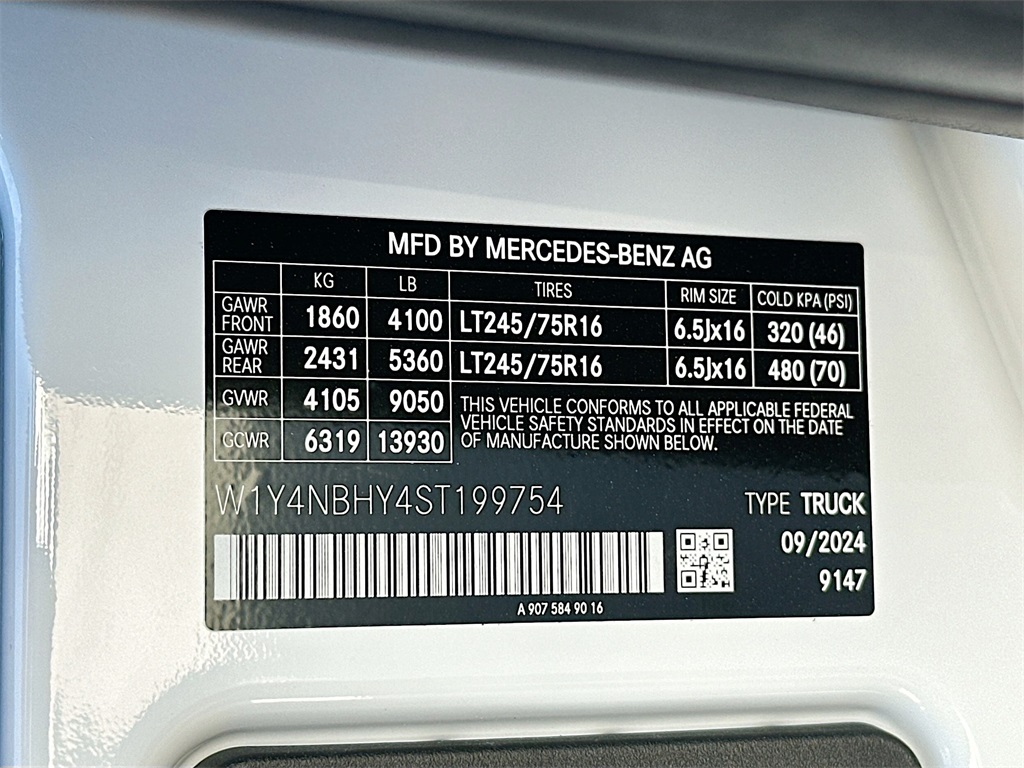 MFD BY MERCEDES-BENZ AG
KG LB TIRES RIM SIZE COLD KPA (PSI)
GAWR FRONT 1860 4100 LT245/75R16 6.5Jx16 320 (46)
GAWR REAR 2431 5360 LT245/75R16 6.5Jx16 480 (70)
GVWR 4105 9050
GCWR 6319 13930
THIS VEHICLE CONFORMS TO ALL APPLICABLE FEDERAL
VEHICLE SAFETY STANDARDS IN EFFECT ON THE DATE
OF MANUFACTURE SHOWN BELOW.
W1Y4NBHY4ST199754 TYPE TRUCK
09/2024
9147
A 907 584 90 16